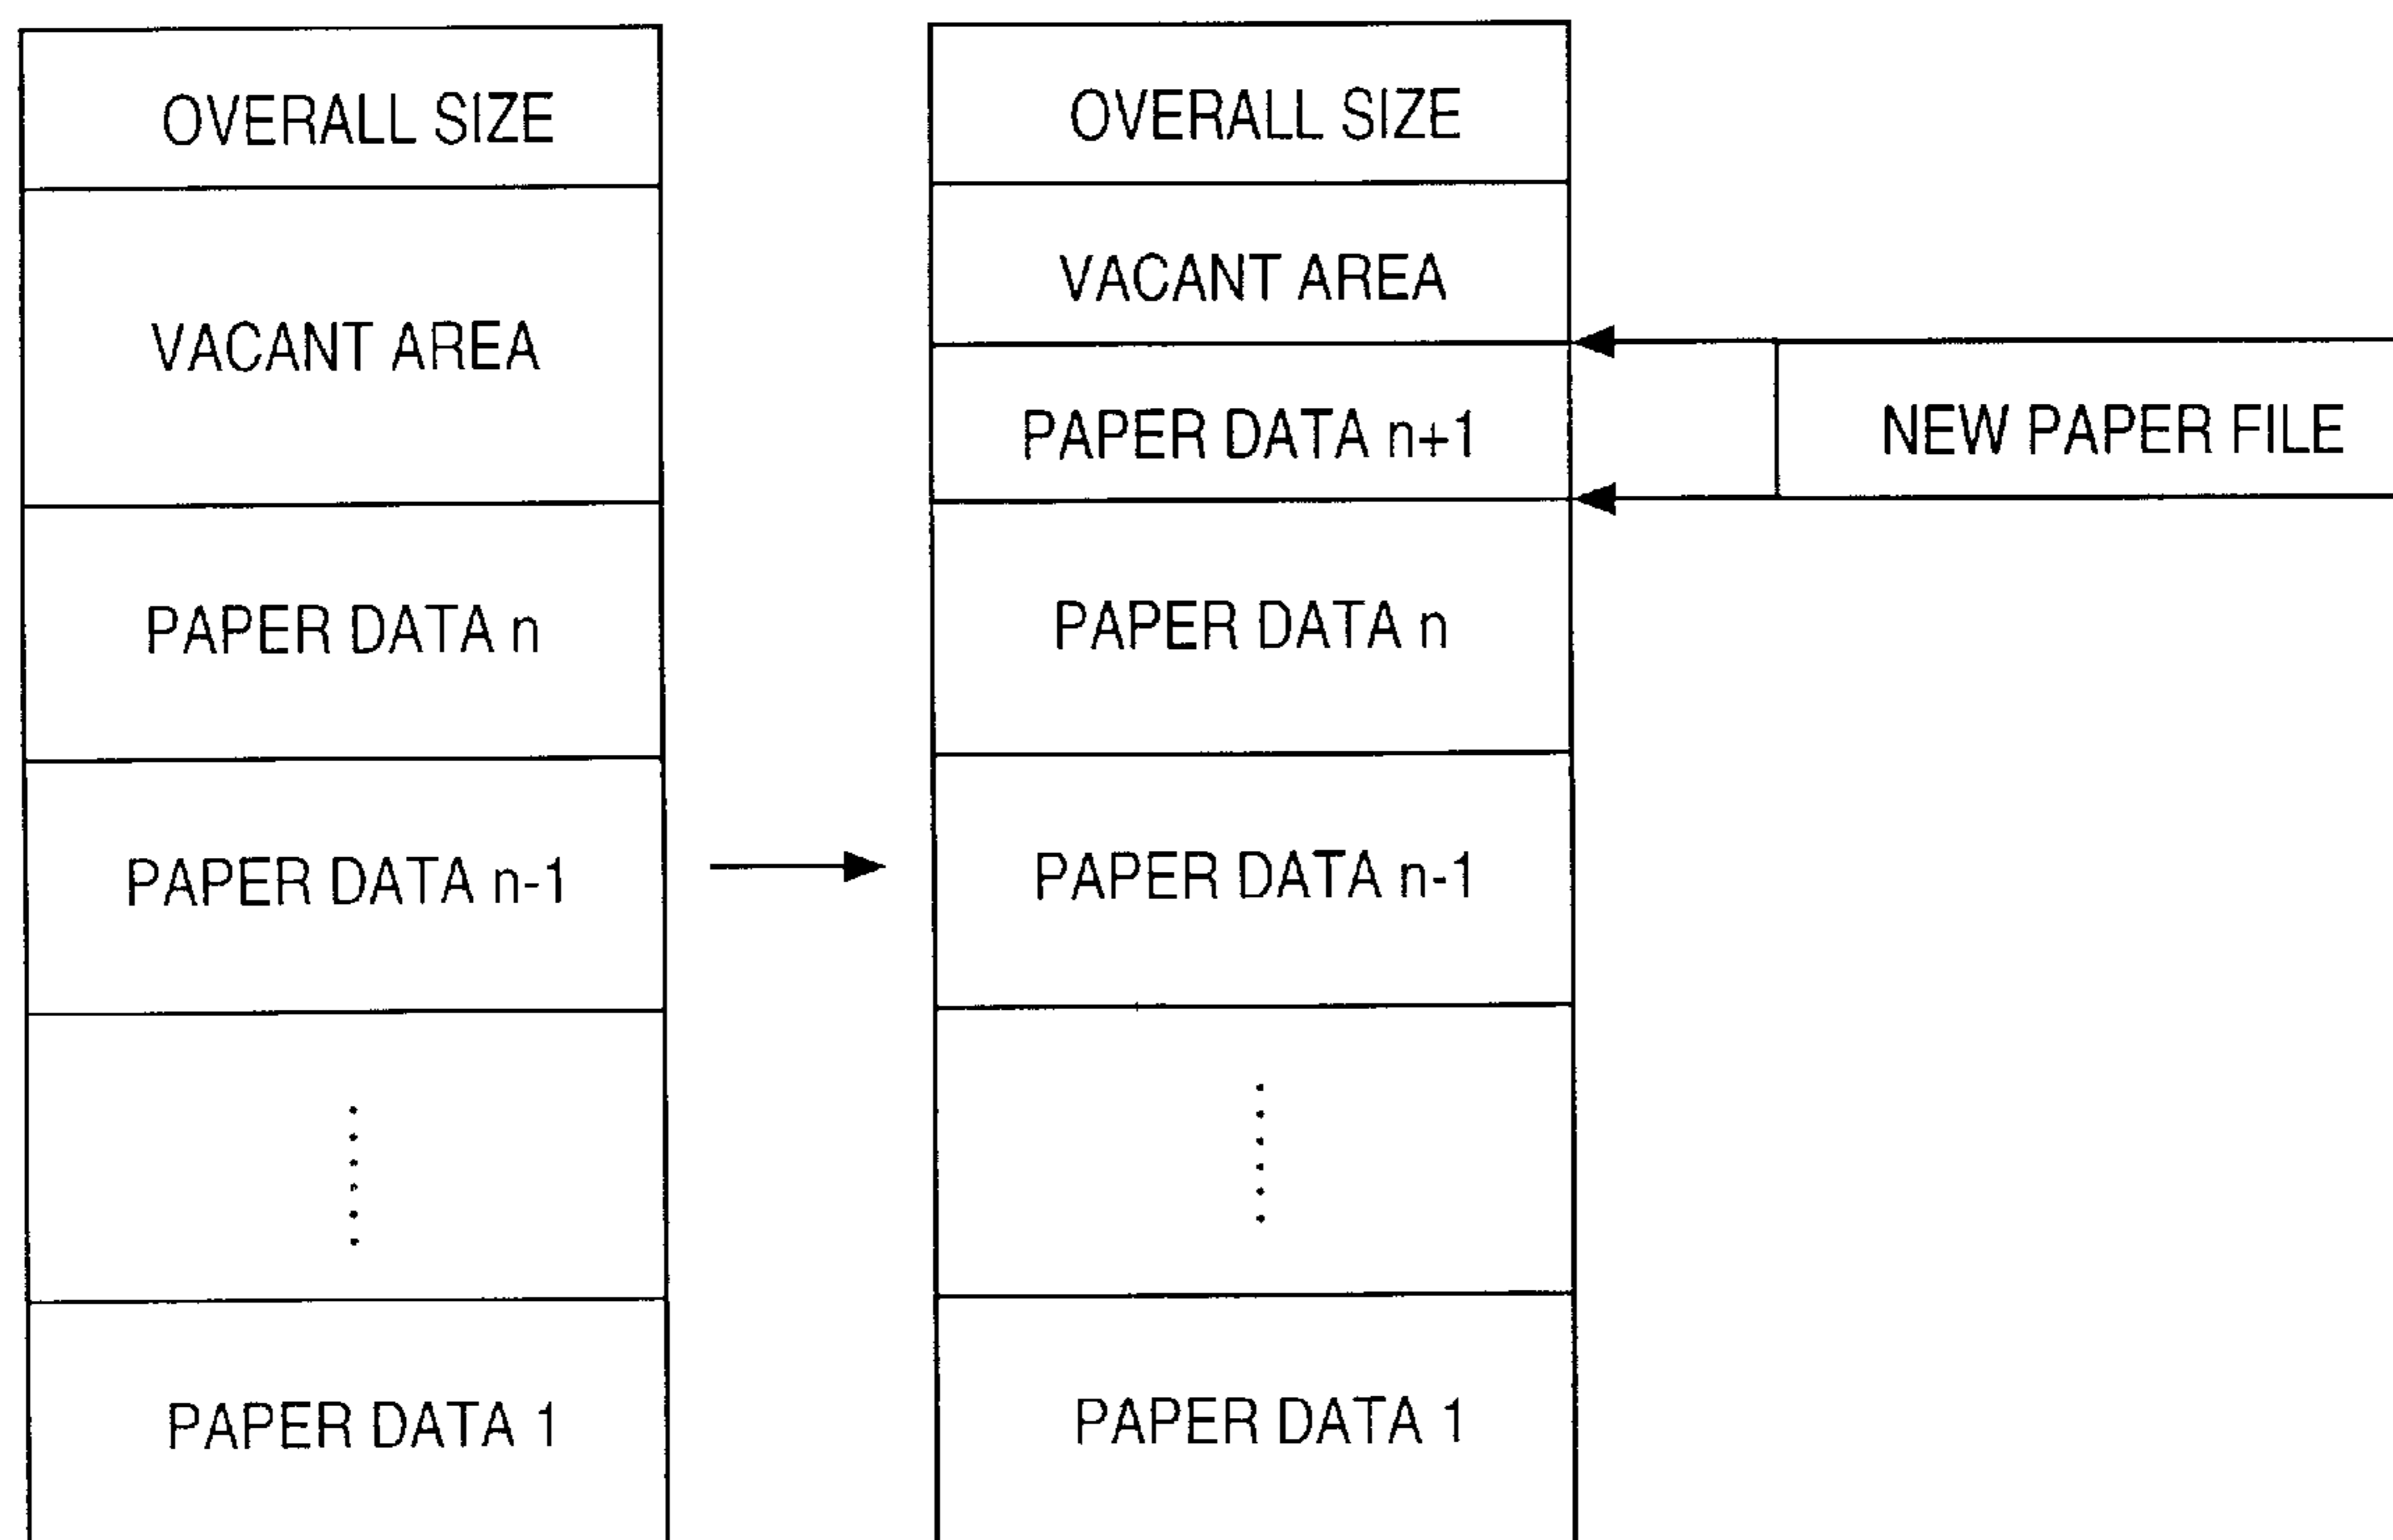 OVERALL SIZE
VACANT AREA
PAPER DATA n
PAPER DATA n-1
PAPER DATA 1
OVERALL SIZE
VACANT AREA
PAPER DATA n+1
PAPER DATA n
PAPER DATA n-1
PAPER DATA 1
NEW PAPER FILE